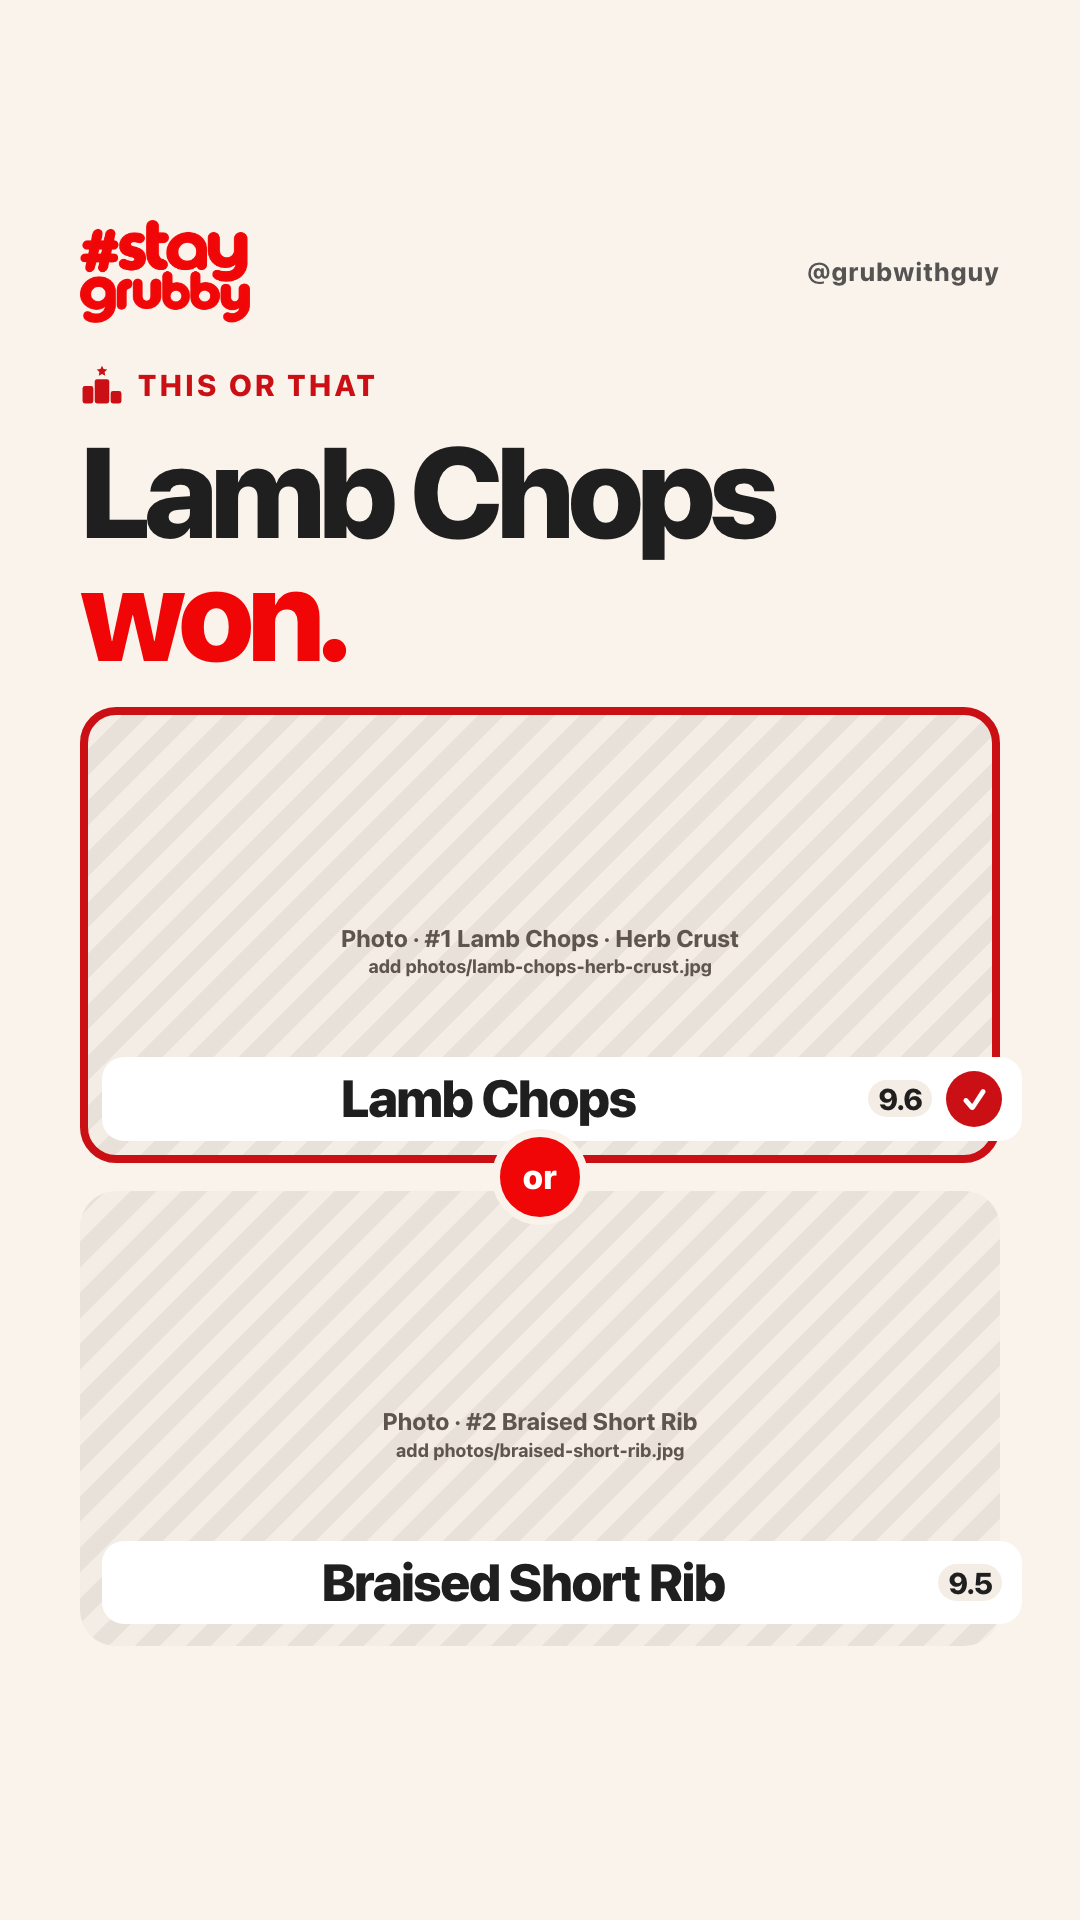 #stay
grubby
@grubwithguy
THIS OR THAT
Lamb Chops
won.
Photo · #1 Lamb Chops · Herb Crust
add photos/lamb-chops-herb-crust.jpg
Lamb Chops 9.6
or
Photo · #2 Braised Short Rib
add photos/braised-short-rib.jpg
Braised Short Rib 9.5